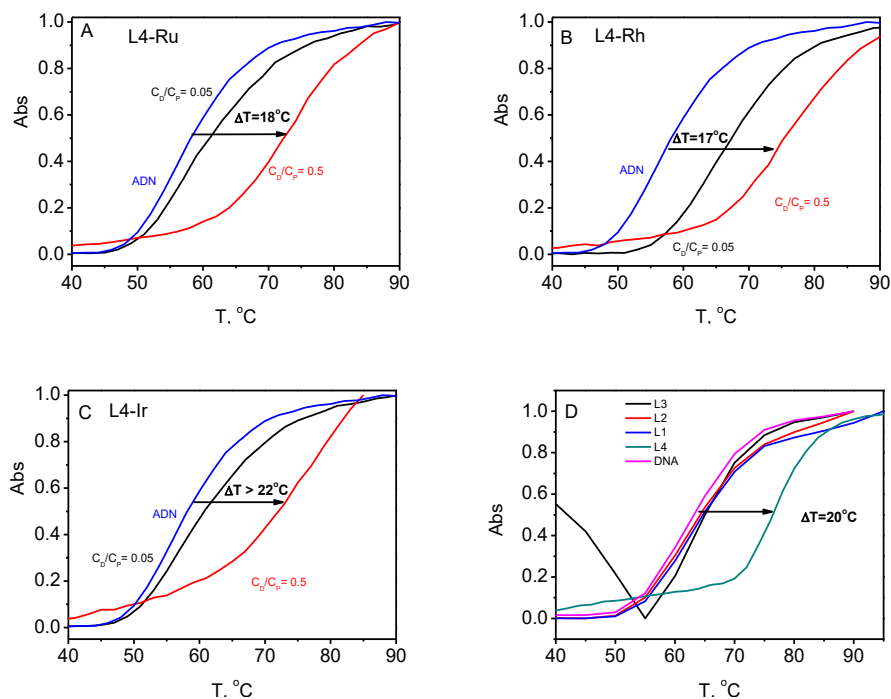 A
L4-Ru
C_D/C_P= 0.05
ΔT=18°C
ADN
C_D/C_P= 0.5
Abs
1.0
0.8
0.6
0.4
0.2
0.0
40 50 60 70 80 90
T, °C
B
L4-Rh
ΔT=17°C
ADN
C_D/C_P= 0.5
C_D/C_P= 0.05
Abs
1.0
0.8
0.6
0.4
0.2
0.0
40 50 60 70 80 90
T, °C
C
L4-Ir
ΔT > 22°C
ADN
C_D/C_P= 0.05
C_D/C_P= 0.5
Abs
1.0
0.8
0.6
0.4
0.2
0.0
40 50 60 70 80 90
T, °C
D
L3
L2
L1
L4
DNA
ΔT=20°C
Abs
1.0
0.8
0.6
0.4
0.2
0.0
40 50 60 70 80 90
T, °C